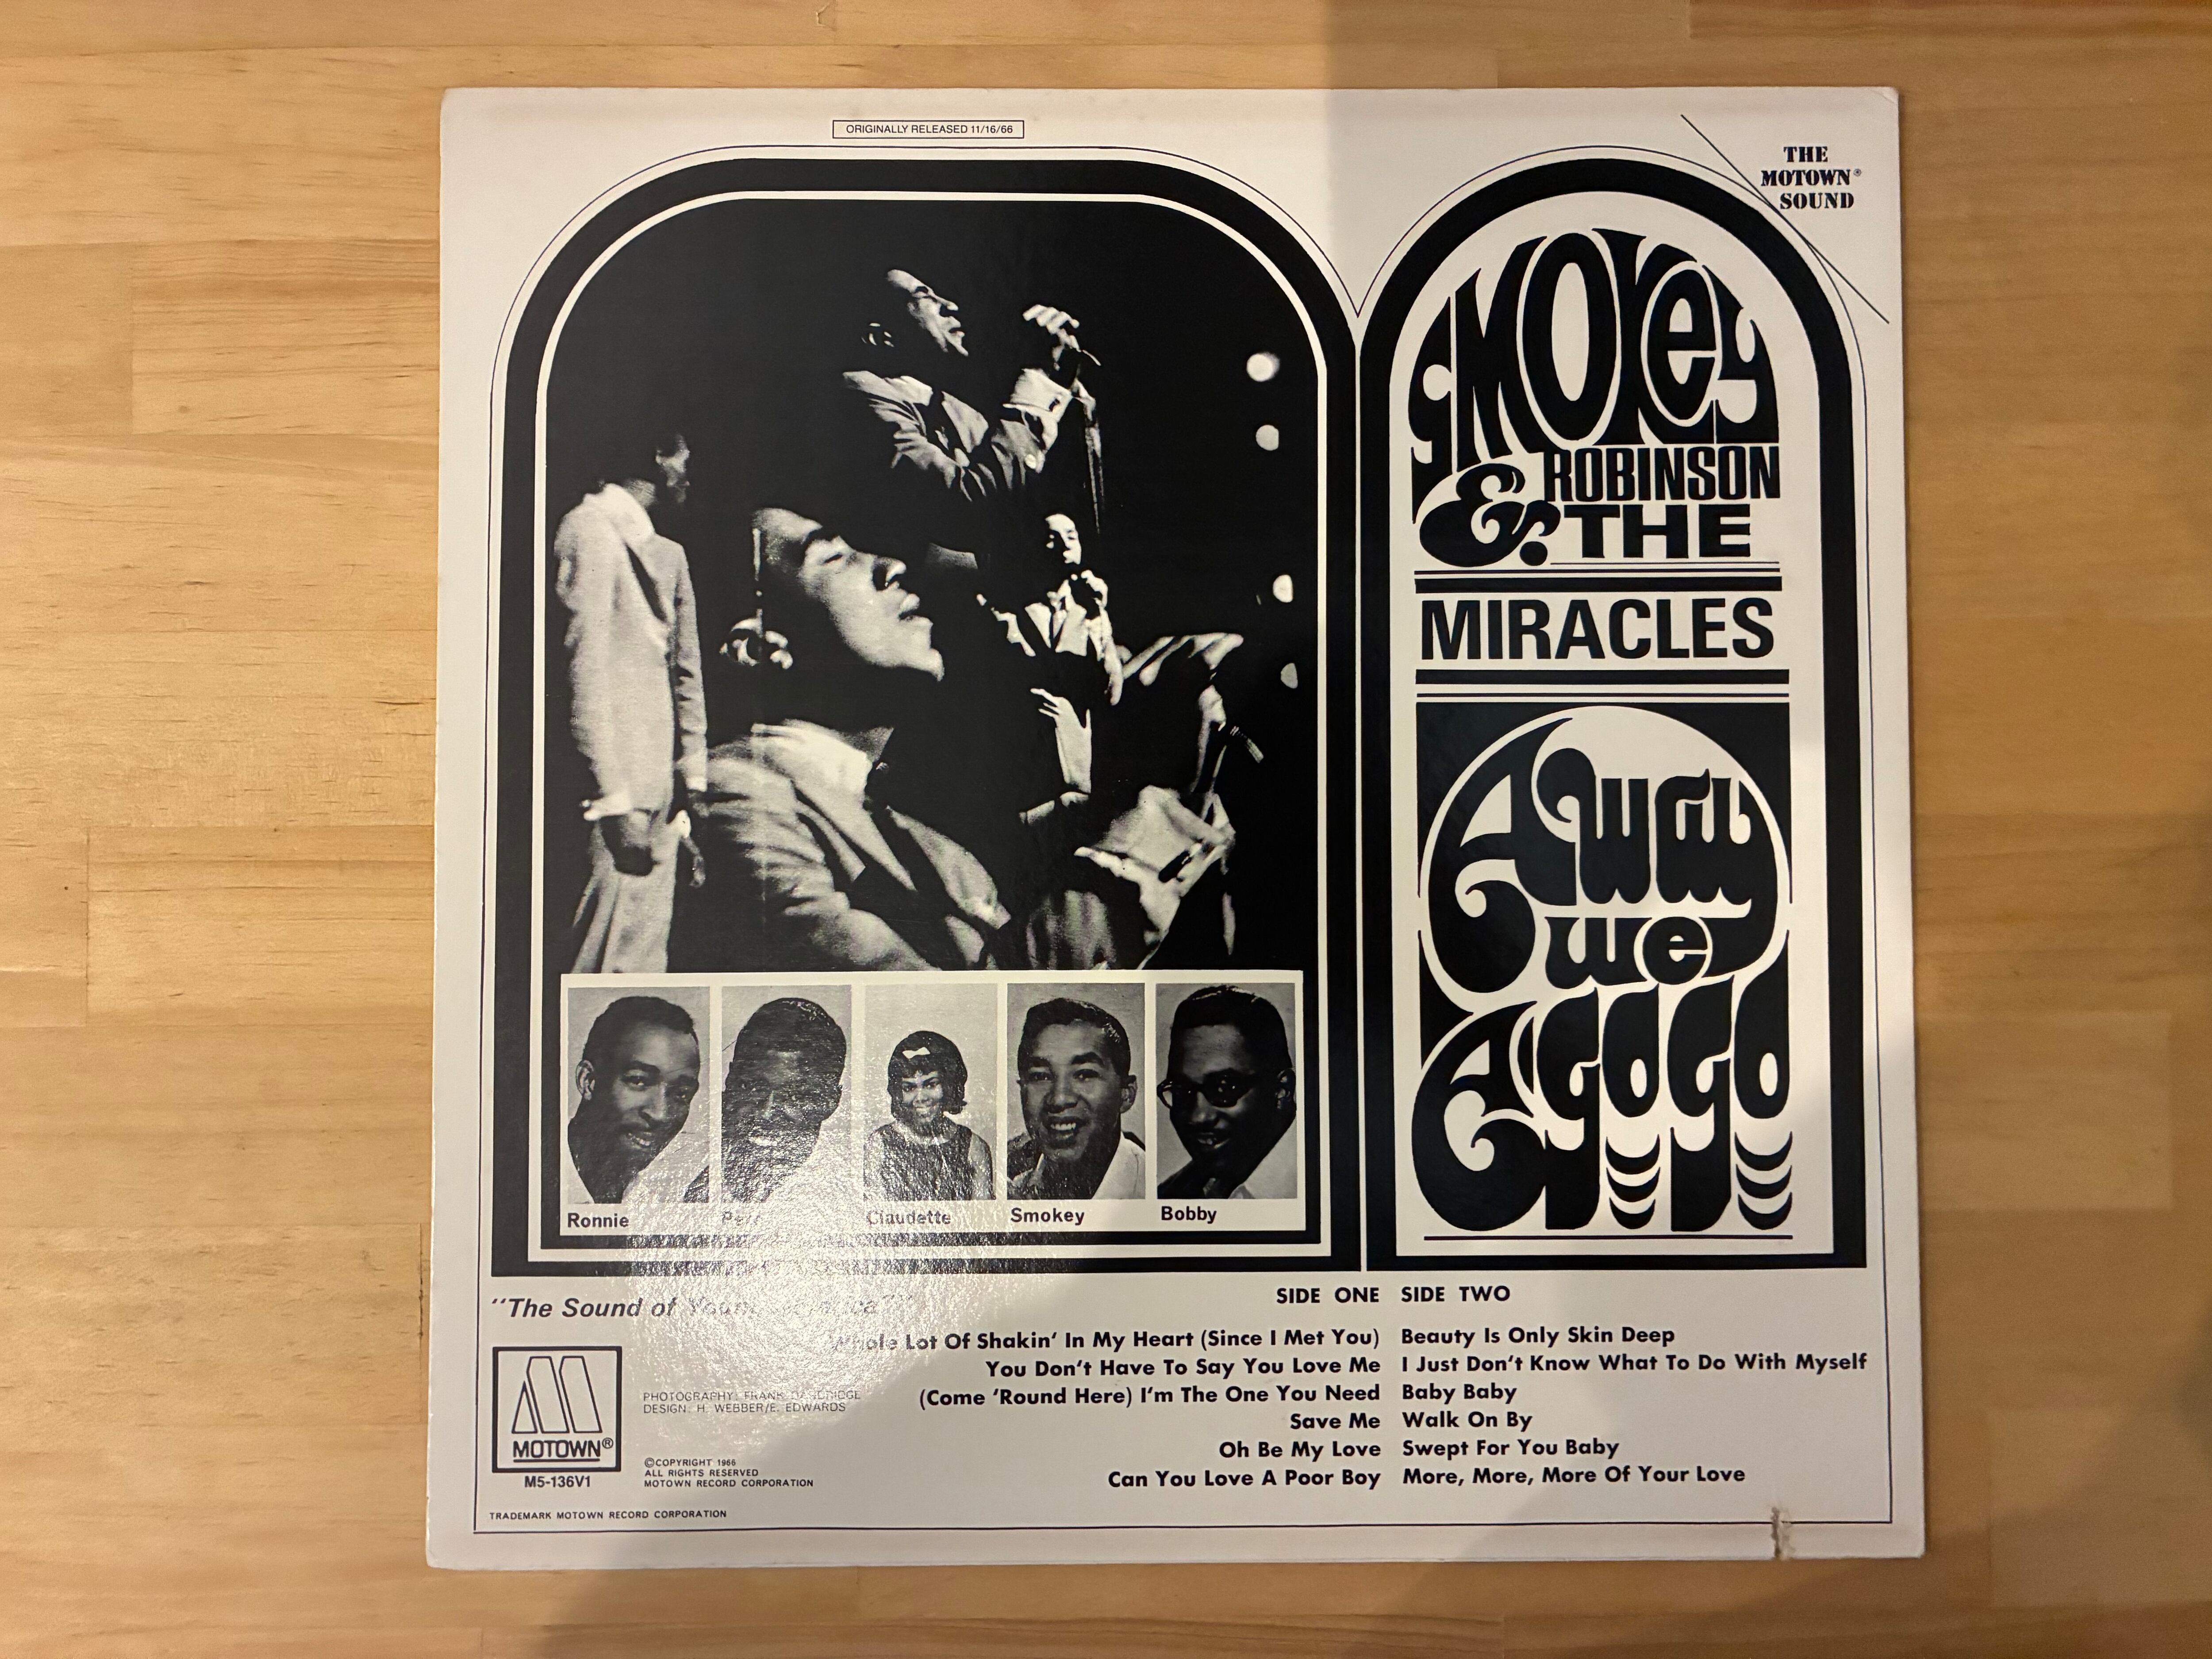 ORIGINALLY RELEASED 11/16/66
THE
MOTOWN®
SOUND
SMOKEY
ROBINSON
& THE
MIRACLES
AWAY
WE
A GO GO
Ronnie
Claudette
Smokey
Bobby
"The Sound of
SIDE ONE
Lot Of Shakin' In My Heart (Since I Met You)
You Don't Have To Say You Love Me
(Come 'Round Here) I'm The One You Need
Save Me
Oh Be My Love
Can You Love A Poor Boy
SIDE TWO
Beauty Is Only Skin Deep
I Just Don't Know What To Do With Myself
Baby Baby
Walk On By
Swept For You Baby
More, More, More Of Your Love
MOTOWN®
M5-136V1
PHOTOGRAPHY: FRANK
DESIGN: H. WEBBER/E. EDWARDS
©COPYRIGHT 1966
ALL RIGHTS RESERVED
MOTOWN RECORD CORPORATION
TRADEMARK MOTOWN RECORD CORPORATION